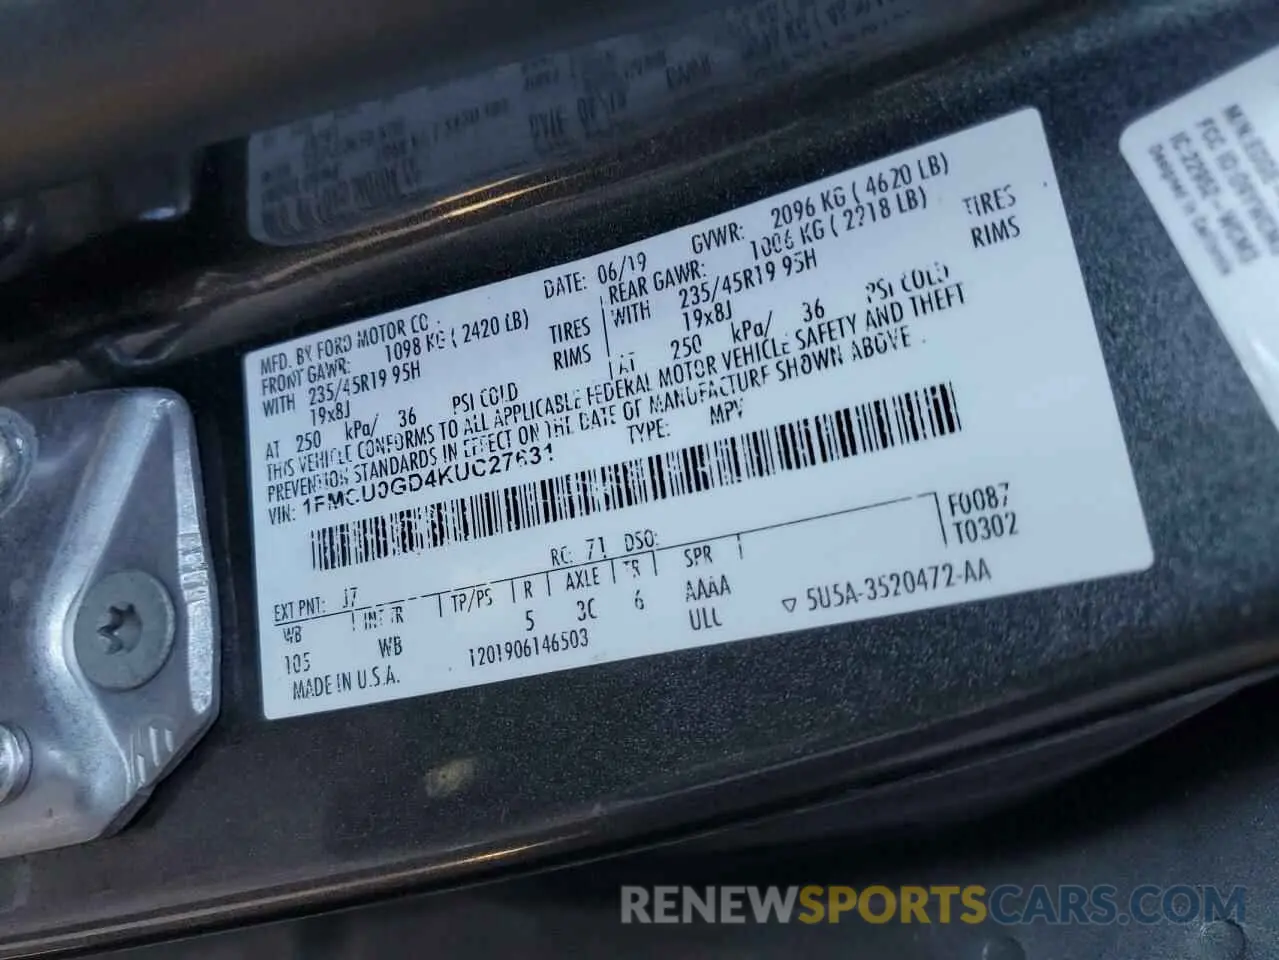 MFD. BY FORD MOTOR CO. DATE: 06/19 GVWR: 2096 KG ( 4620 LB)
FRONT GAWR: 1098 KG ( 2420 LB) REAR GAWR: 1006 KG ( 2218 LB)
WITH 235/45R19 95H TIRES WITH 235/45R19 95H TIRES
19x8J RIMS 19x8J RIMS
AT 250 kPa/ 36 PSI COLD AT 250 kPa/ 36 PSI COLD
THIS VEHICLE CONFORMS TO ALL APPLICABLE FEDERAL MOTOR VEHICLE SAFETY AND THEFT
PREVENTION STANDARDS IN EFFECT ON THE DATE OF MANUFACTURE SHOWN ABOVE.
VIN: 1FMCU0GD4KUC27631 TYPE: MPV
F0087
T0302
RC: 71 DSO:
EXT PNT: J7
WB INT TR TP/PS R AXLE TR SPR
105 WB 5 3C 6 AAAA
ULL
MADE IN U.S.A. 1201906146503 5U5A-3520472-AA
RENEWSPORTSCARS.COM